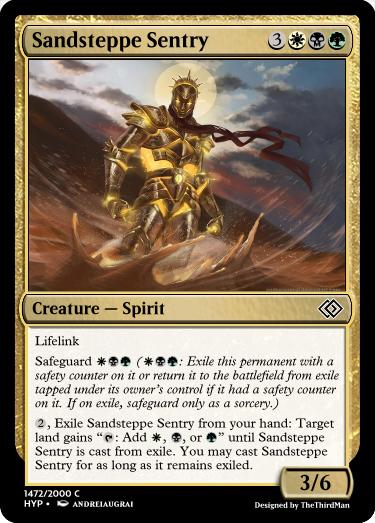 Sandsteppe Sentry 3
Creature — Spirit
Lifelink
Safeguard (: Exile this permanent with a
safety counter on it or return it to the battlefield from exile
tapped under its owner's control if it had a safety counter
on it. If on exile, safeguard only as a sorcery.)
2, Exile Sandsteppe Sentry from your hand: Target
land gains “: Add , , or ” until Sandsteppe
Sentry is cast from exile. You may cast Sandsteppe
Sentry for as long as it remains exiled.
3/6
1472/2000 C
HYP • ANDREIAUGRAI
Designed by TheThirdMan